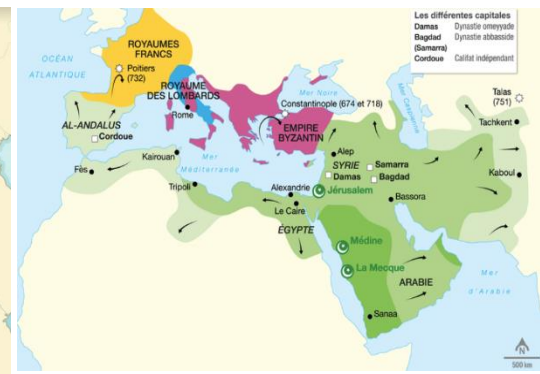 Les différentes capitales
Damas Dynastie omeyyade
Bagdad Dynastie abbasside
(Samarra)
Cordoue Califat indépendant
ROYAUMES
FRANCS
OCÉAN
ATLANTIQUE
Poitiers
(732)
ROYAUME
DES LOMBARDS
Mer Noire
Mer Caspienne
Talas
(751)
Constantinople (674 et 718)
Rome
Tachkent
AL-ANDALUS
Cordoue
EMPIRE
BYZANTIN
Alep
Kairouan
Mer
Méditerranée
SYRIE
Samarra
Kaboul
Fès
Damas
Bagdad
Tripoli
Alexandrie
Jérusalem
Bassora
Le Caire
ÉGYPTE
Médine
La Mecque
ARABIE
Mer
d'Arabie
Sanaa
N
500 km